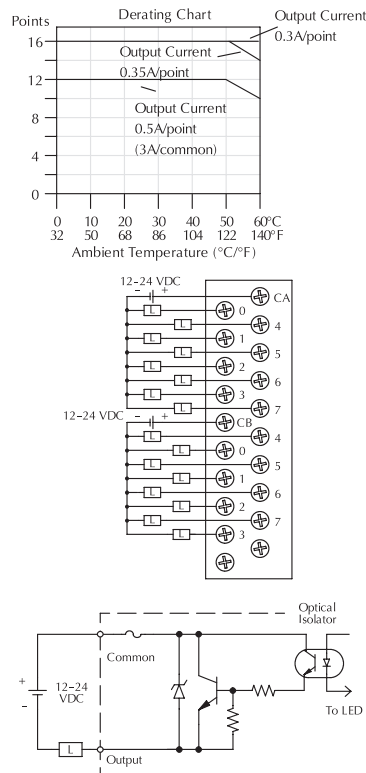 Derating Chart
Points
Output Current
0.3A/point
16
Output Current
0.35A/point
12
Output Current
0.5A/point
(3A/common)
8
4
0
0 10 20 30 40 50 60°C
32 50 68 86 104 122 140°F
Ambient Temperature (°C/°F)
12–24 VDC
– +
CA
L 0
L 4
L 1
L 5
L 2
L 6
L 3
L 7
12–24 VDC – +
CB
L 4
L 0
L 5
L 1
L 6
L 2
L 7
L 3
Optical
Isolator
Common
+
12–24
VDC
–
To LED
L
Output